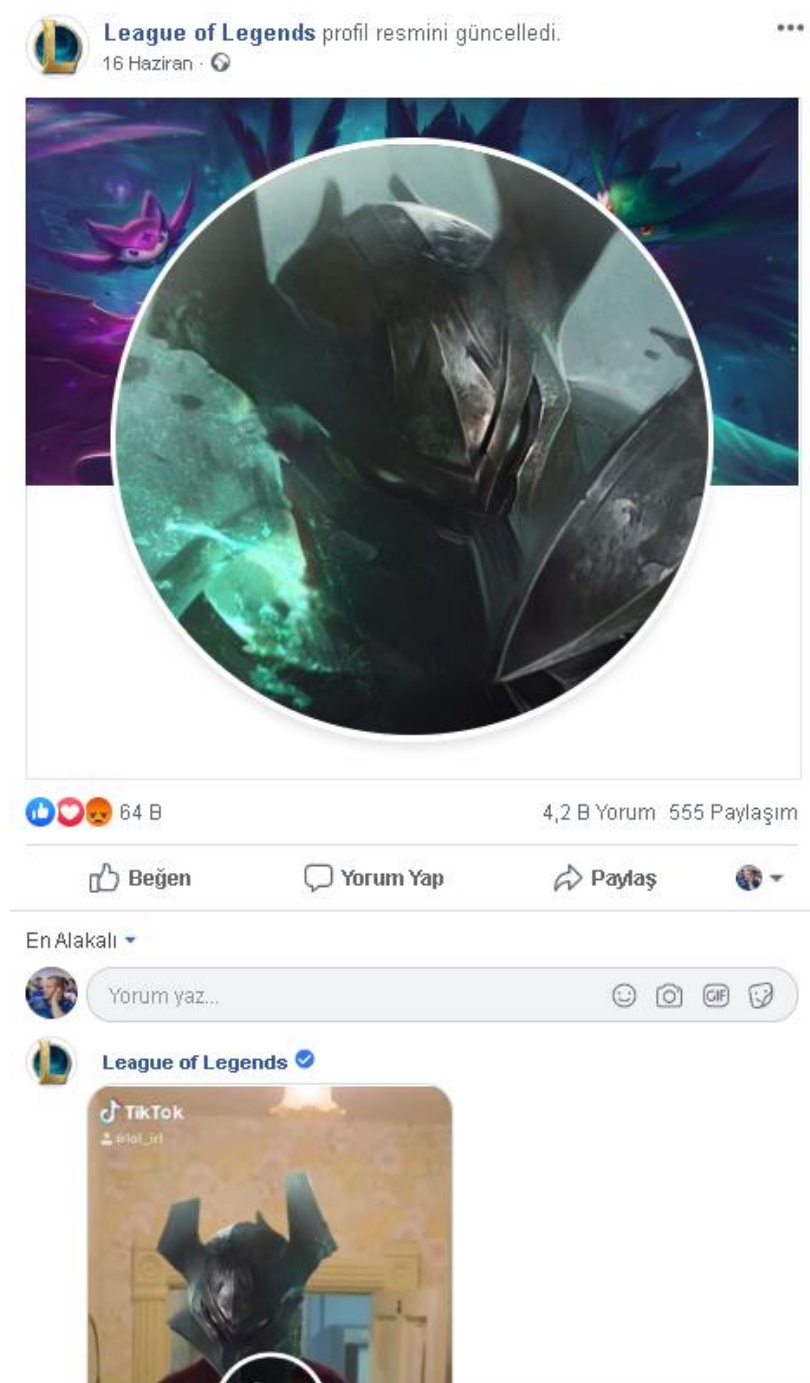 League of Legends profil resmini güncelledi.
16 Haziran ·
64 B
4,2 B Yorum 555 Paylaşım
Beğen
Yorum Yap
Paylaş
En Alakalı
Yorum yaz...
GIF
League of Legends
TikTok
@lol_irl